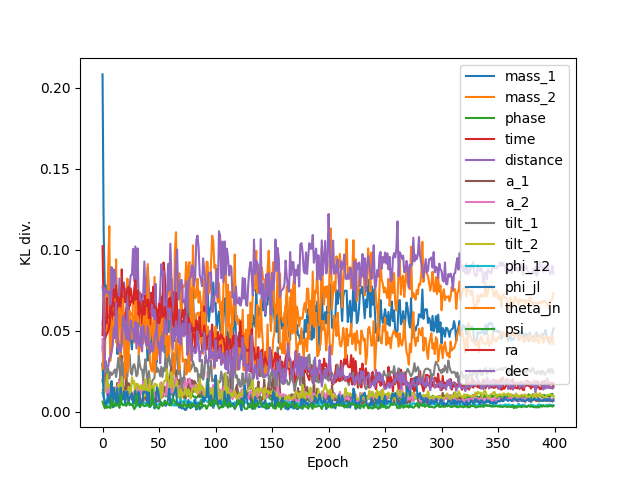 KL div.
0.20
0.15
0.10
0.05
0.00
0
50
100
150
200
250
300
350
400
Epoch
mass_1
mass_2
phase
time
distance
a_1
a_2
tilt_1
tilt_2
phi_12
phi_jl
theta_jn
psi
ra
dec